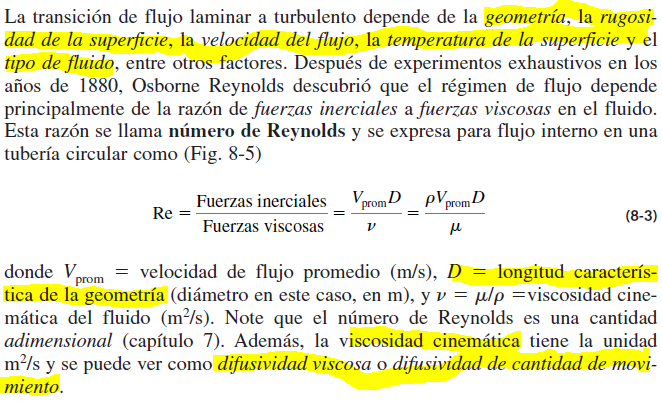 La transición de flujo laminar a turbulento depende de la geometría, la rugosi-
dad de la superficie, la velocidad del flujo, la temperatura de la superficie y el
tipo de fluido, entre otros factores. Después de experimentos exhaustivos en los
años de 1880, Osborne Reynolds descubrió que el régimen de flujo depende
principalmente de la razón de fuerzas inerciales a fuerzas viscosas en el fluido.
Esta razón se llama número de Reynolds y se expresa para flujo interno en una
tubería circular como (Fig. 8-5)
Re = Fuerzas inerciales / Fuerzas viscosas = V_prom D / ν = ρV_prom D / μ (8-3)
donde V_prom = velocidad de flujo promedio (m/s), D = longitud caracterís-
tica de la geometría (diámetro en este caso, en m), y ν = μ/ρ =viscosidad cine-
mática del fluido (m²/s). Note que el número de Reynolds es una cantidad
adimensional (capítulo 7). Además, la viscosidad cinemática tiene la unidad
m²/s y se puede ver como difusividad viscosa o difusividad de cantidad de movi-
miento.